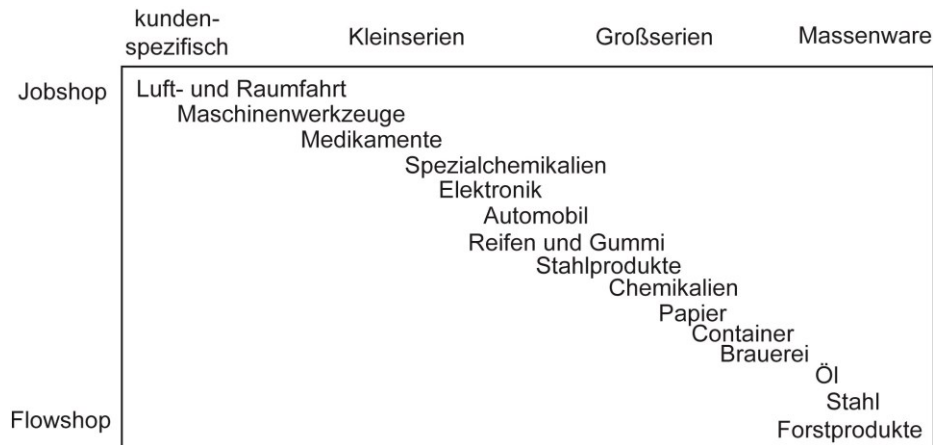 kunden-
spezifisch
Kleinserien
Großserien
Massenware
Jobshop
Luft- und Raumfahrt
Maschinenwerkzeuge
Medikamente
Spezialchemikalien
Elektronik
Automobil
Reifen und Gummi
Stahlprodukte
Chemikalien
Papier
Container
Brauerei
Öl
Stahl
Flowshop
Forstprodukte